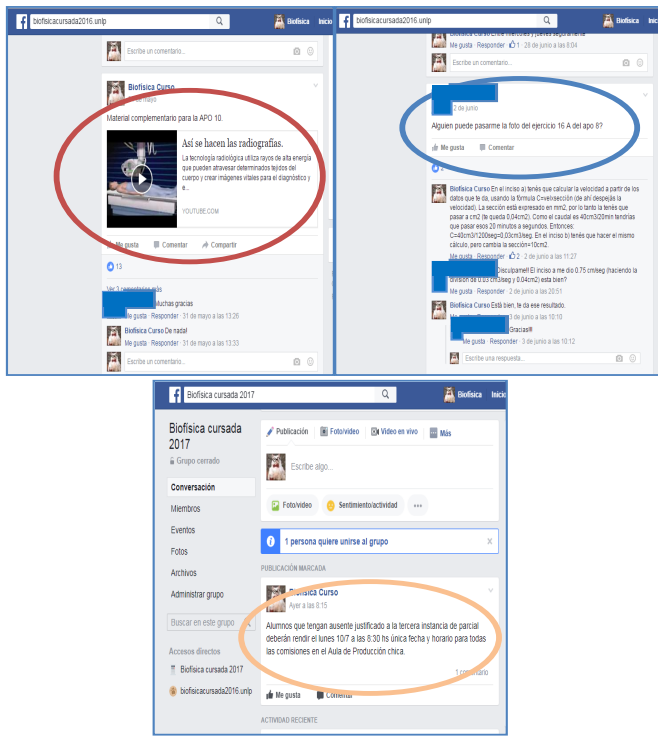 biofisicacursada2016.unlp
Biofísica Inicio
Escribe un comentario...
Biofísica Curso
de mayo
Material complementario para la APO 10.
Así se hacen las radiografías.
La tecnología radiológica utiliza rayos de alta energía
que pueden atravesar determinados tejidos del
cuerpo y crear imágenes vitales para el diagnóstico y
e...
YOUTUBE.COM
Me gusta Comentar Compartir
13
Ver 3 comentarios más
Muchas gracias
Me gusta · Responder · 31 de mayo a las 13:26
Biofísica Curso De nada!
Me gusta · Responder · 31 de mayo a las 13:33
Escribe un comentario...
biofisicacursada2016.unlp
Biofísica Inic
Biofísica Curso Entre miércoles y jueves seguramente
Me gusta · Responder · 1 · 28 de junio a las 8:04
Escribe un comentario...
2 de junio
Alguien puede pasarme la foto del ejercicio 16 A del apo 8?
Me gusta Comentar
Biofísica Curso En el inciso a) tenés que calcular la velocidad a partir de los
datos que te da, usando la fórmula C=velxsección (de ahí despejás la
velocidad). La sección está expresado en mm2, por lo tanto la tenés que
pasar a cm2 (te queda 0,04cm2). Como el caudal es 40cm3/20min tendrías
que pasar esos 20 minutos a segundos. Entonces;
C=40cm3/1200seg=0,03cm3/seg. En el inciso b) tenés que hacer el mismo
cálculo, pero cambia la sección=10cm2.
Me gusta · Responder · 2 · 2 de junio a las 11:27
Disculpame!! El inciso a me dio 0.75 cm/seg (haciendo la
división de 0.03 cm3/seg y 0.04cm2) esta bien?
Me gusta · Responder · 2 de junio a las 20:51
Biofísica Curso Está bien, te da ese resultado.
Me gusta · Responder · 3 de junio a las 10:10
Gracias!!!
Me gusta · Responder · 3 de junio a las 10:12
Escribe una respuesta...
Biofísica cursada 2017
Biofísica Inicio
Biofísica cursada
2017
Grupo cerrado
Conversación
Miembros
Eventos
Fotos
Archivos
Administrar grupo
Buscar en este grupo
Accesos directos
Biofísica cursada 2017
biofisicacursada2016.unlp
Publicación Foto/video Video en vivo Más
Escribe algo...
Foto/video Sentimiento/actividad
1 persona quiere unirse al grupo X
PUBLICACIÓN MARCADA
Biofísica Curso
Ayer a las 8:15
Alumnos que tengan ausente justificado a la tercera instancia de parcial
deberán rendir el lunes 10/7 a las 8:30 hs única fecha y horario para todas
las comisiones en el Aula de Producción chica.
1 comentario
Me gusta Comentar
ACTIVIDAD RECIENTE